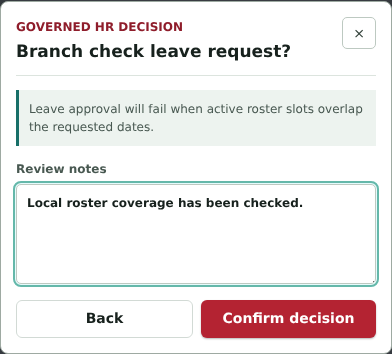 GOVERNED HR DECISION
Branch check leave request?
×
Leave approval will fail when active roster slots overlap
the requested dates.
Review notes
Local roster coverage has been checked.
Back
Confirm decision